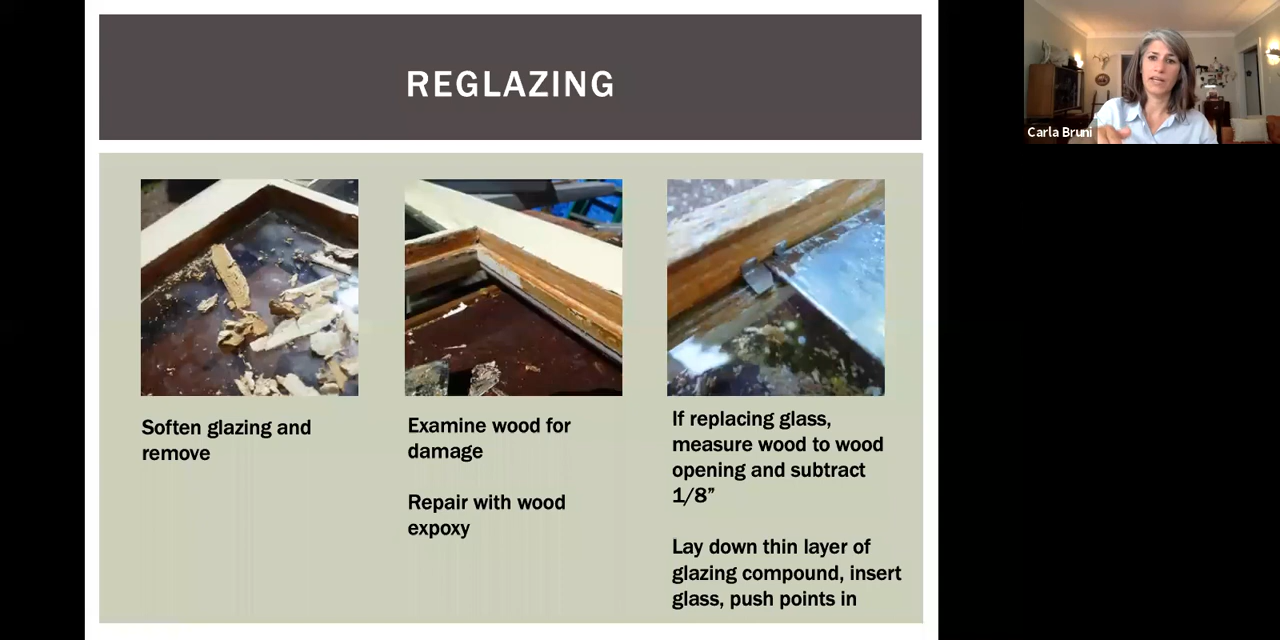 REGLAZING
Carla Bruni
Soften glazing and
remove
Examine wood for
damage
Repair with wood
expoxy
If replacing glass,
measure wood to wood
opening and subtract
1/8”
Lay down thin layer of
glazing compound, insert
glass, push points in